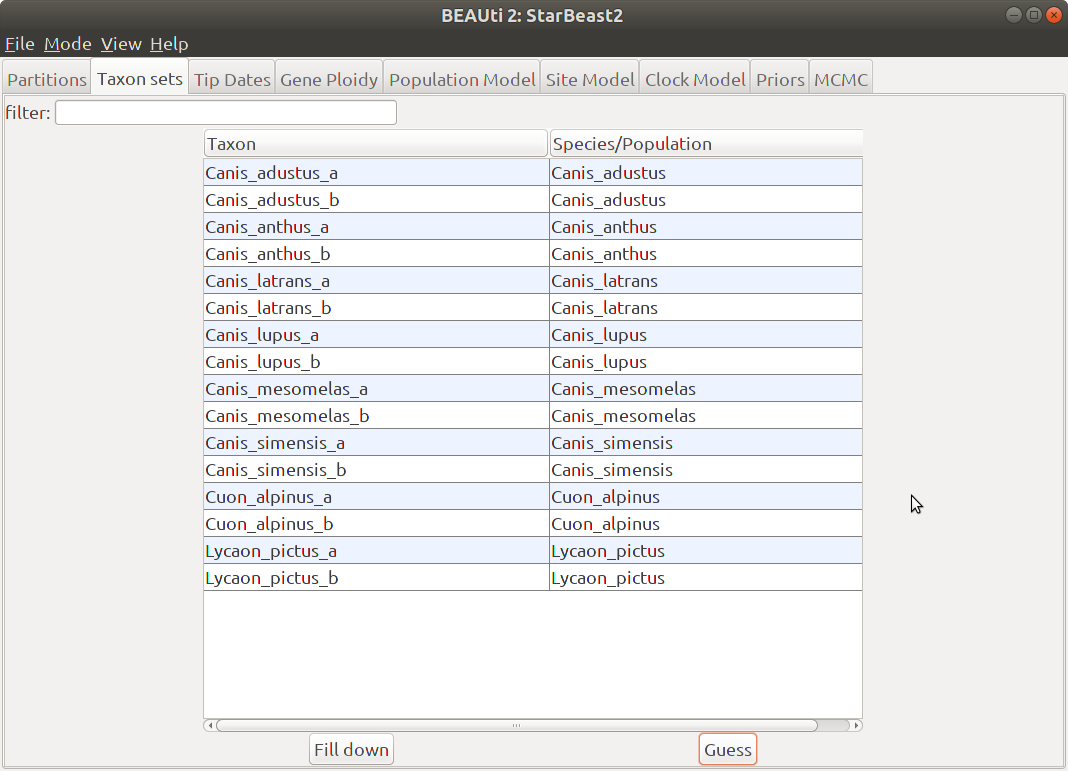 BEAUti 2: StarBeast2
File Mode View Help
Partitions Taxon sets Tip Dates Gene Ploidy Population Model Site Model Clock Model Priors MCMC
filter:
Taxon Species/Population
Canis_adustus_a Canis_adustus
Canis_adustus_b Canis_adustus
Canis_anthus_a Canis_anthus
Canis_anthus_b Canis_anthus
Canis_latrans_a Canis_latrans
Canis_latrans_b Canis_latrans
Canis_lupus_a Canis_lupus
Canis_lupus_b Canis_lupus
Canis_mesomelas_a Canis_mesomelas
Canis_mesomelas_b Canis_mesomelas
Canis_simensis_a Canis_simensis
Canis_simensis_b Canis_simensis
Cuon_alpinus_a Cuon_alpinus
Cuon_alpinus_b Cuon_alpinus
Lycaon_pictus_a Lycaon_pictus
Lycaon_pictus_b Lycaon_pictus
Fill down Guess